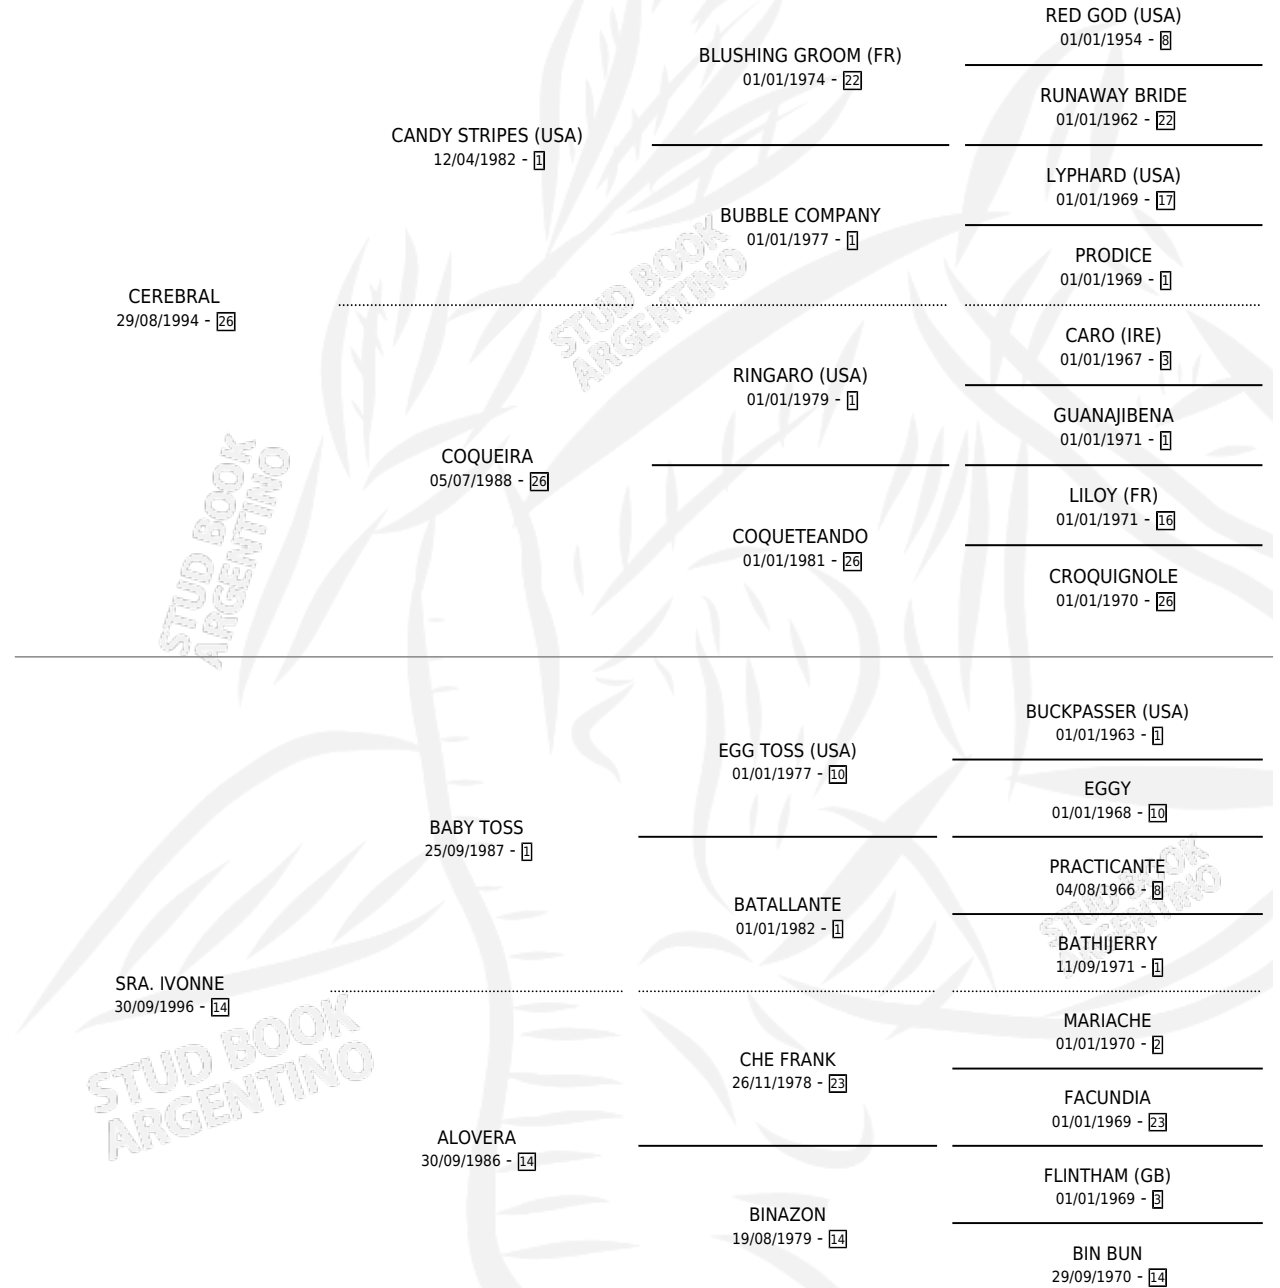 RED GOD (USA)
01/01/1954 - 8
BLUSHING GROOM (FR)
01/01/1974 - 22
RUNAWAY BRIDE
01/01/1962 - 22
CANDY STRIPES (USA)
12/04/1982 - 1
LYPHARD (USA)
01/01/1969 - 17
BUBBLE COMPANY
01/01/1977 - 1
PRODICE
01/01/1969 - 1
CEREBRAL
29/08/1994 - 26
STUD BOOK
ARGENTINO
CARO (IRE)
01/01/1967 - 3
RINGARO (USA)
01/01/1979 - 1
GUANAJIBENA
01/01/1971 - 1
COQUEIRA
05/07/1988 - 26
LILOY (FR)
01/01/1971 - 16
COQUETEANDO
01/01/1981 - 26
CROQUIGNOLE
01/01/1970 - 26
STUD BOOK
ARGENTINO
BUCKPASSER (USA)
01/01/1963 - 1
EGG TOSS (USA)
01/01/1977 - 10
EGGY
01/01/1968 - 10
BABY TOSS
25/09/1987 - 1
PRACTICANTE
04/08/1966 - 8
BATALLANTE
01/01/1982 - 1
STUD BOOK
ARGENTINO
BATHIJERRY
11/09/1971 - 1
SRA. IVONNE
30/09/1996 - 14
MARIACHE
01/01/1970 - 2
CHE FRANK
26/11/1978 - 23
STUD BOOK
ARGENTINO
FACUNDIA
01/01/1969 - 23
ALOVERA
30/09/1986 - 14
FLINTHAM (GB)
01/01/1969 - 3
BINAZON
19/08/1979 - 14
BIN BUN
29/09/1970 - 14